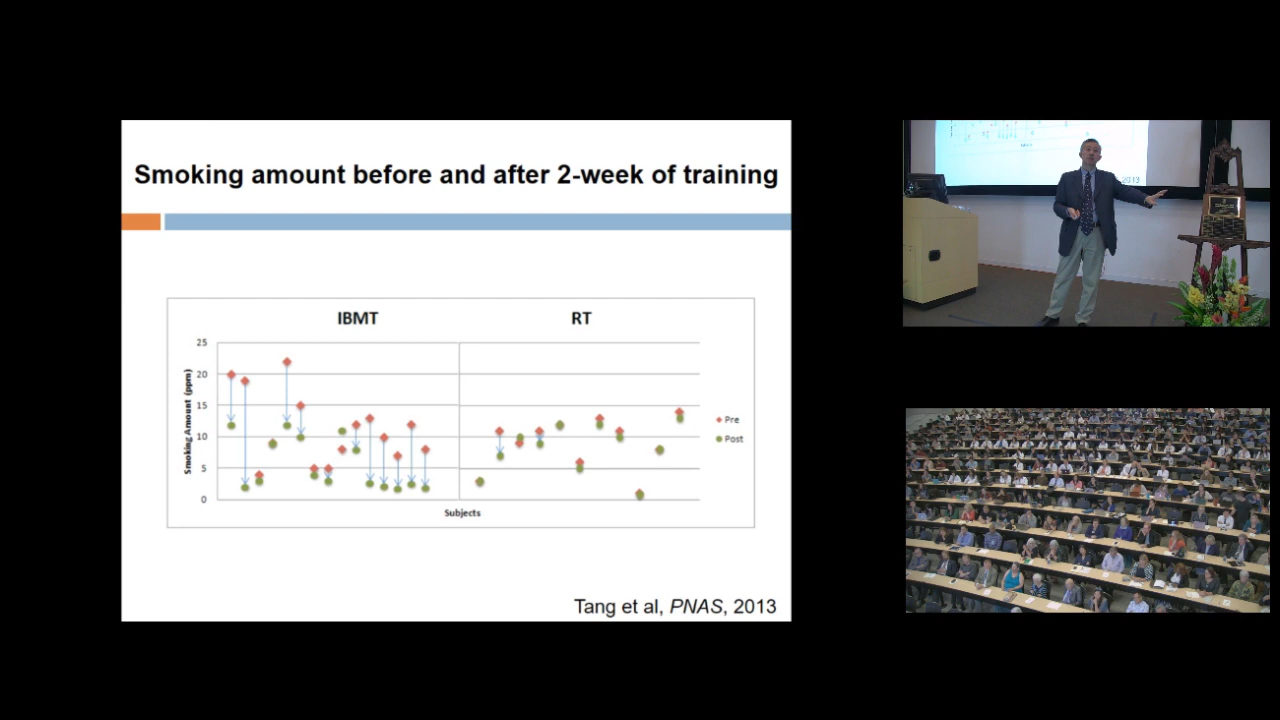 Smoking amount before and after 2-week of training
IBMT
RT
25
20
15
10
5
0
Smoking Amount (ppm)
Subjects
Pre
Post
Tang et al, PNAS, 2013
2013